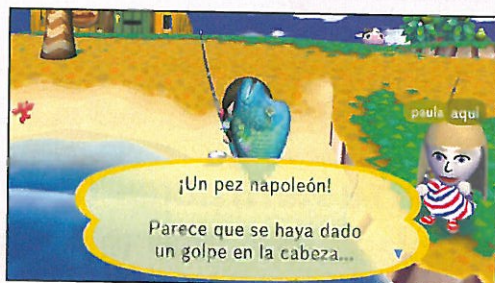 paula aquí
¡Un pez napoleón!
Parece que se haya dado
un golpe en la cabeza...